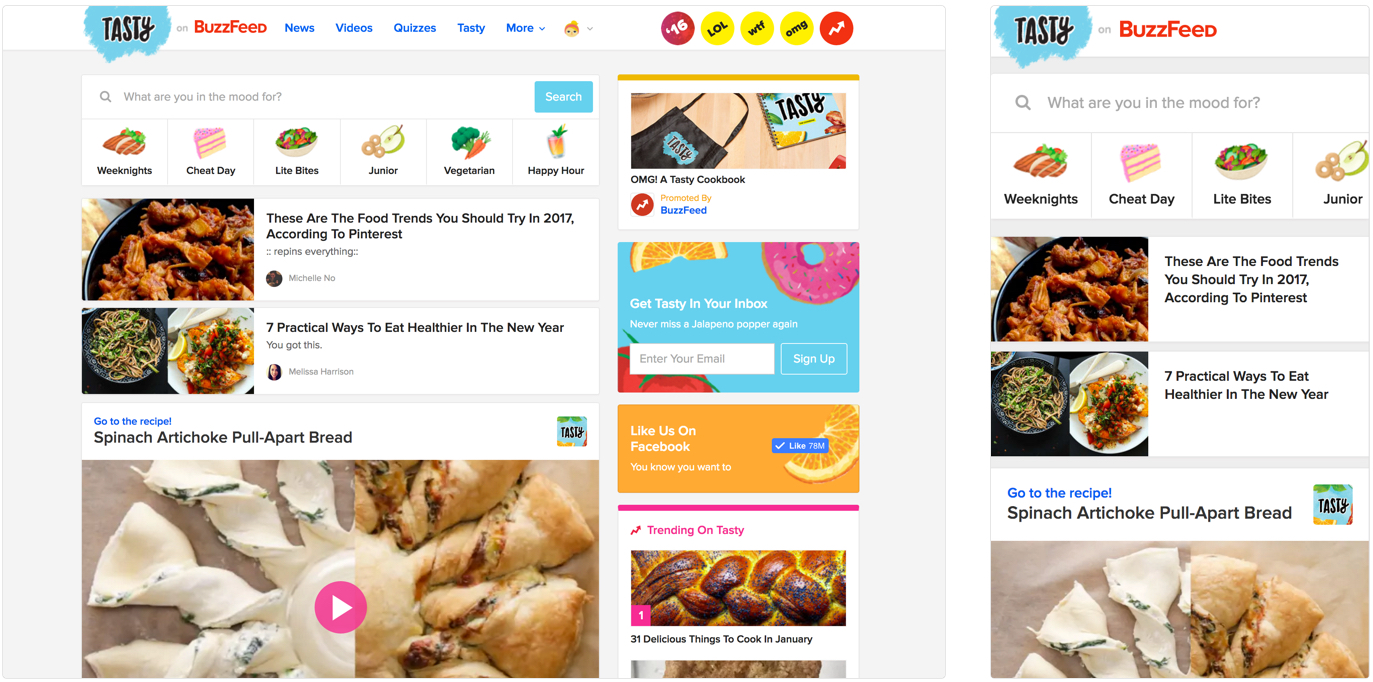 TASTY on BuzzFeed News Videos Quizzes Tasty More '16 LOL wtf omg
What are you in the mood for? Search
Weeknights Cheat Day Lite Bites Junior Vegetarian Happy Hour
These Are The Food Trends You Should Try In 2017,
According To Pinterest
:: repins everything::
Michelle No
7 Practical Ways To Eat Healthier In The New Year
You got this.
Melissa Harrison
Go to the recipe!
Spinach Artichoke Pull-Apart Bread
TASTY
TASTY
TASTY
OMG! A Tasty Cookbook
Promoted By
BuzzFeed
Get Tasty In Your Inbox
Never miss a Jalapeno popper again
Enter Your Email Sign Up
Like Us On
Facebook
You know you want to
Like 78M
Trending On Tasty
1
31 Delicious Things To Cook In January
TASTY on BuzzFeed
What are you in the mood for?
Weeknights Cheat Day Lite Bites Junior
These Are The Food Trends
You Should Try In 2017,
According To Pinterest
7 Practical Ways To Eat
Healthier In The New Year
Go to the recipe!
Spinach Artichoke Pull-Apart Bread
TASTY